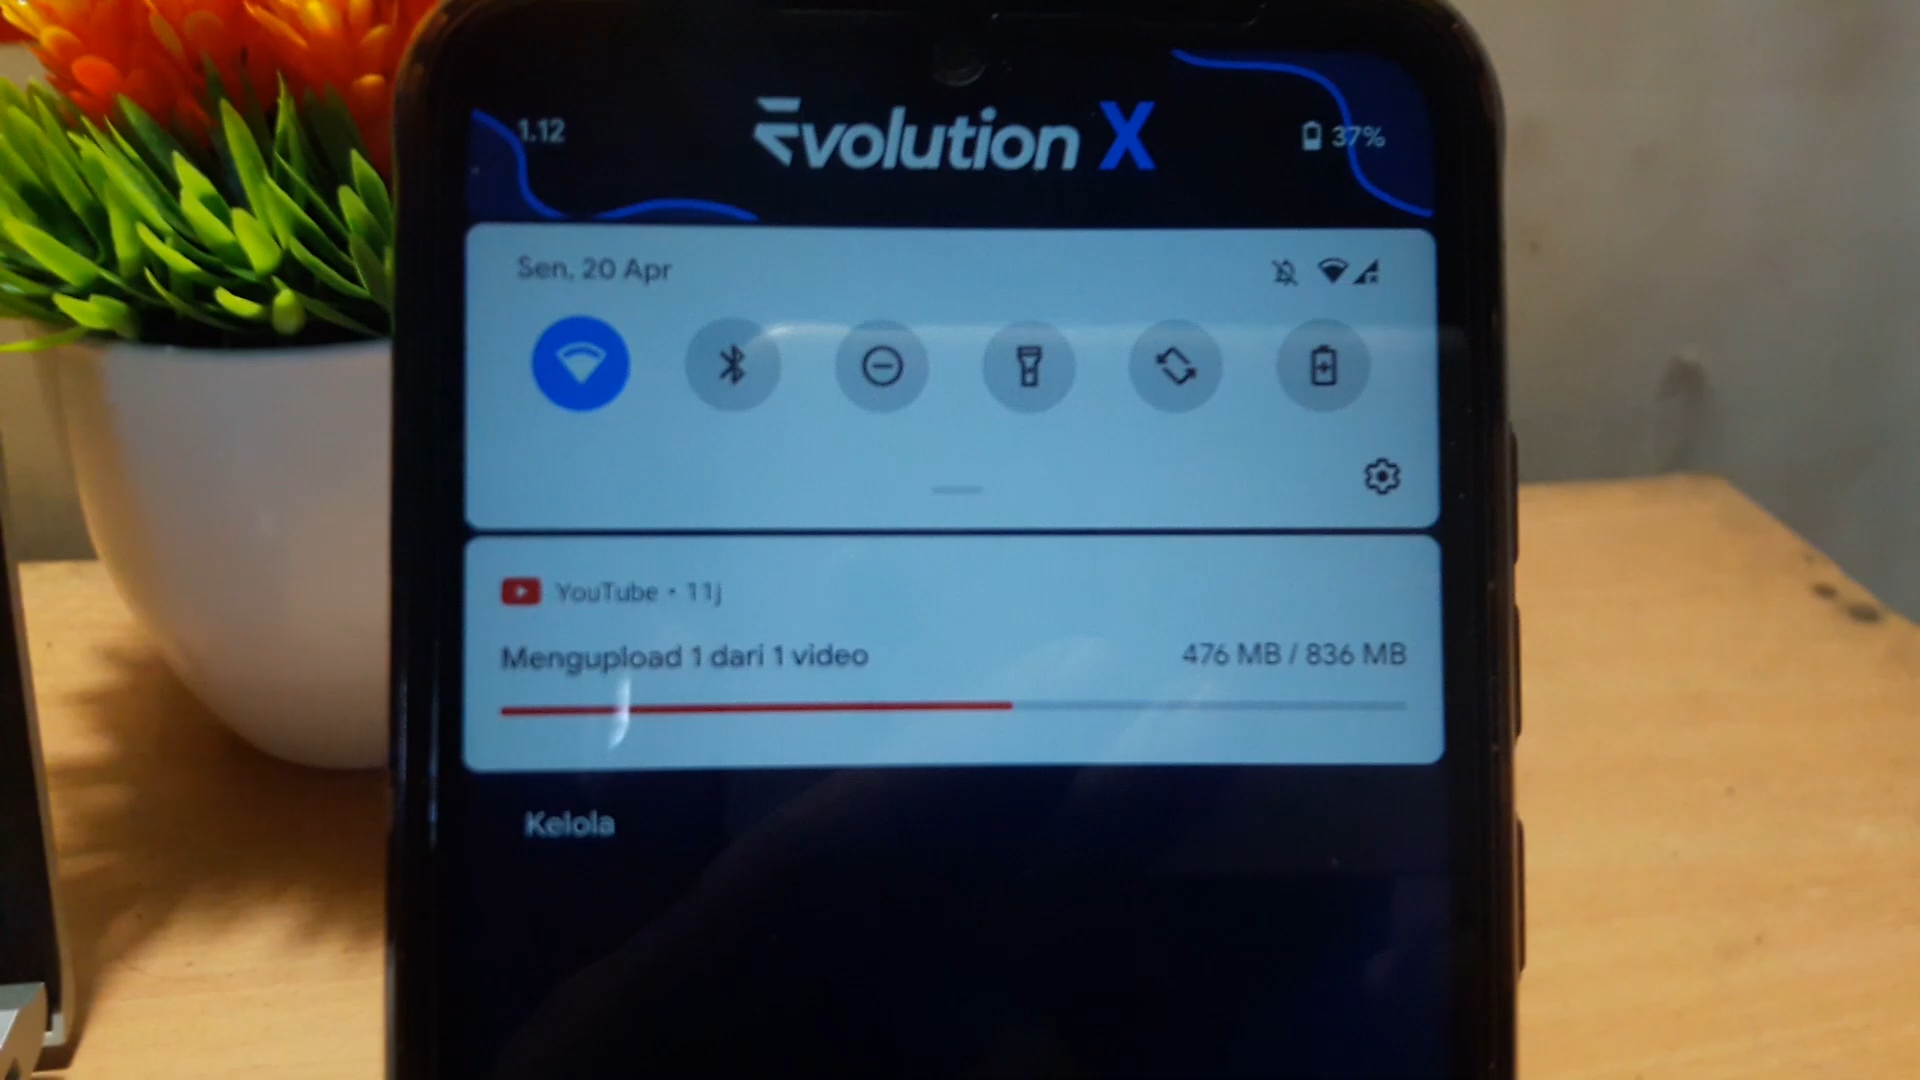 1.12
Evolution X
37%
Sen, 20 Apr
YouTube • 11j
Mengupload 1 dari 1 video
476 MB / 836 MB
Kelola